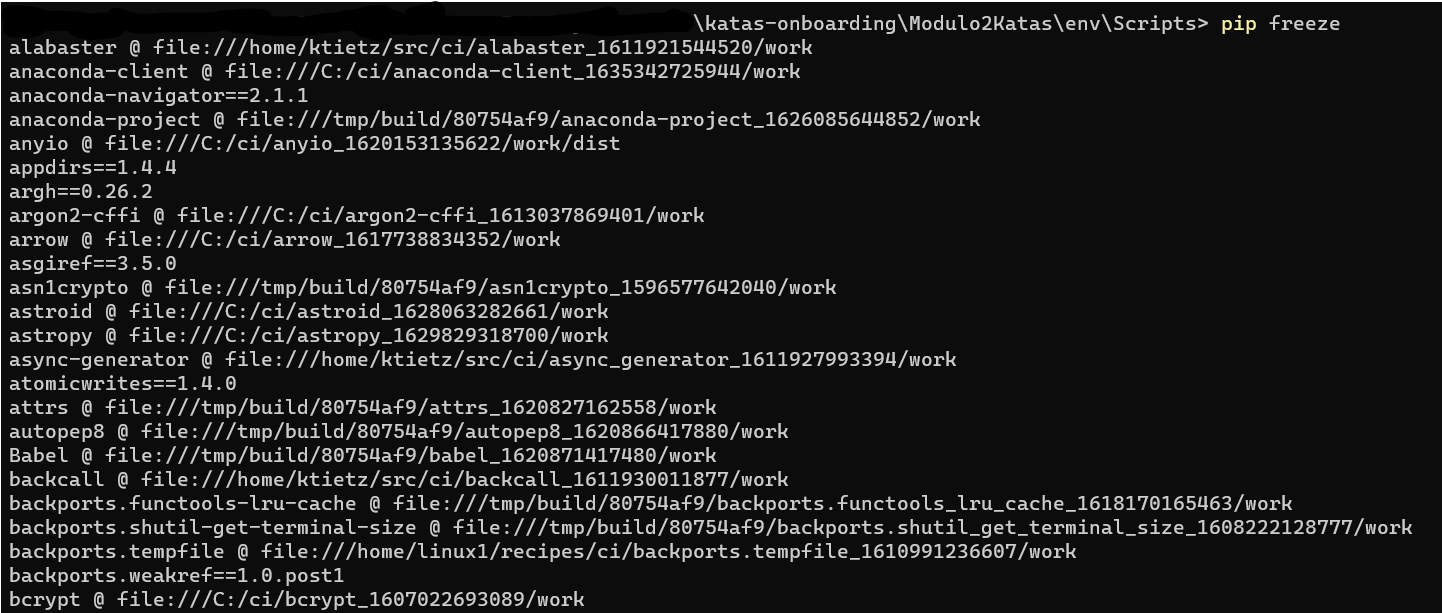 \katas-onboarding\Modulo2Katas\env\Scripts> pip freeze
alabaster @ file:///home/ktietz/src/ci/alabaster_1611921544520/work
anaconda-client @ file:///C:/ci/anaconda-client_1635342725944/work
anaconda-navigator==2.1.1
anaconda-project @ file:///tmp/build/80754af9/anaconda-project_1626085644852/work
anyio @ file:///C:/ci/anyio_1620153135622/work/dist
appdirs==1.4.4
argh==0.26.2
argon2-cffi @ file:///C:/ci/argon2-cffi_1613037869401/work
arrow @ file:///C:/ci/arrow_1617738834352/work
asgiref==3.5.0
asn1crypto @ file:///tmp/build/80754af9/asn1crypto_1596577642040/work
astroid @ file:///C:/ci/astroid_1628063282661/work
astropy @ file:///C:/ci/astropy_1629829318700/work
async-generator @ file:///home/ktietz/src/ci/async_generator_1611927993394/work
atomicwrites==1.4.0
attrs @ file:///tmp/build/80754af9/attrs_1620827162558/work
autopep8 @ file:///tmp/build/80754af9/autopep8_1620866417880/work
Babel @ file:///tmp/build/80754af9/babel_1620871417480/work
backcall @ file:///home/ktietz/src/ci/backcall_1611930011877/work
backports.functools-lru-cache @ file:///tmp/build/80754af9/backports.functools_lru_cache_1618170165463/work
backports.shutil-get-terminal-size @ file:///tmp/build/80754af9/backports.shutil_get_terminal_size_1608222128777/work
backports.tempfile @ file:///home/linux1/recipes/ci/backports.tempfile_1610991236607/work
backports.weakref==1.0.post1
bcrypt @ file:///C:/ci/bcrypt_1607022693089/work